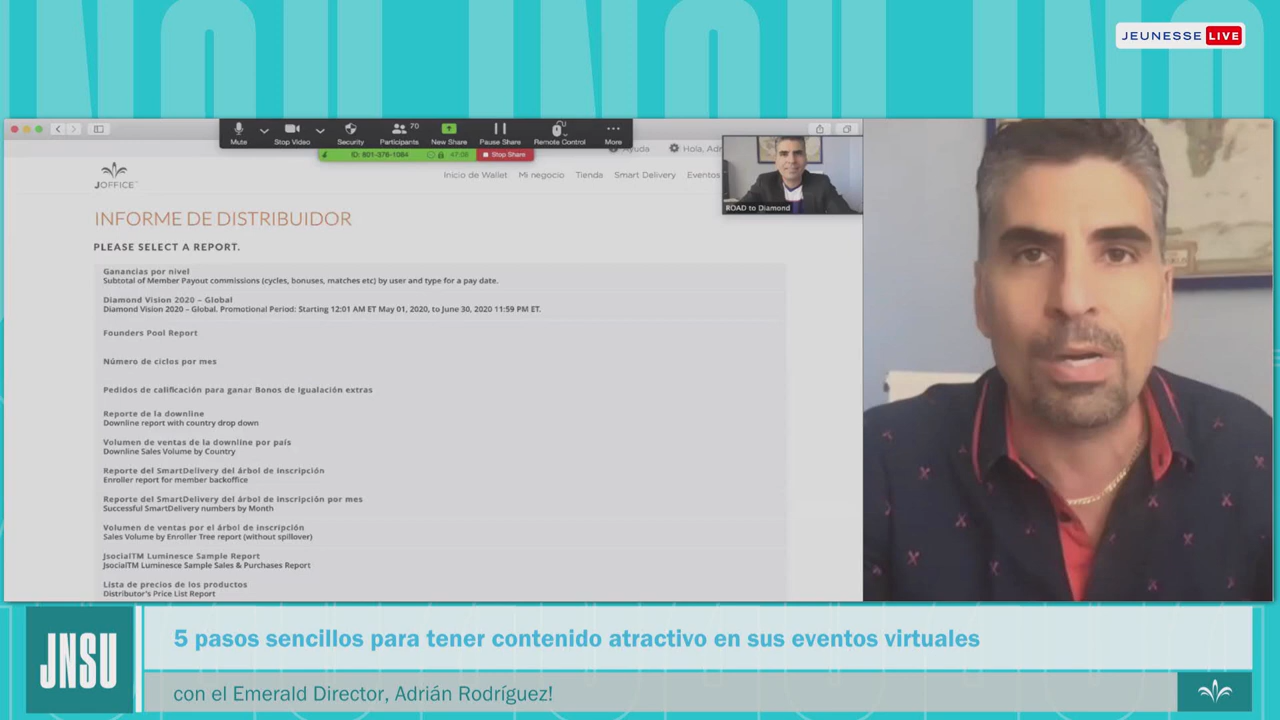 JEUNESSE LIVE
Mute
Stop Video
Security
Participants 70
New Share
Pause Share
Remote Control
More
ID: 801-376-1084
47:08
Stop Share
Ayuda
Hola, Adr
JOFFICE
Inicio de Wallet
Mi negocio
Tienda
Smart Delivery
Eventos
ROAD to Diamond
INFORME DE DISTRIBUIDOR
PLEASE SELECT A REPORT.
Ganancias por nivel
Subtotal of Member Payout commissions (cycles, bonuses, matches etc) by user and type for a pay date.
Diamond Vision 2020 – Global
Diamond Vision 2020 – Global. Promotional Period: Starting 12:01 AM ET May 01, 2020, to June 30, 2020 11:59 PM ET.
Founders Pool Report
Número de ciclos por mes
Pedidos de calificación para ganar Bonos de Igualación extras
Reporte de la downline
Downline report with country drop down
Volumen de ventas de la downline por país
Downline Sales Volume by Country
Reporte del SmartDelivery del árbol de inscripción
Enroller report for member backoffice
Reporte del SmartDelivery del árbol de inscripción por mes
Successful SmartDelivery numbers by Month
Volumen de ventas por el árbol de inscripción
Sales Volume by Enroller Tree report (without spillover)
JsocialTM Luminesce Sample Report
JsocialTM Luminesce Sample Sales & Purchases Report
Lista de precios de los productos
Distributor's Price List Report
JNSU
5 pasos sencillos para tener contenido atractivo en sus eventos virtuales
con el Emerald Director, Adrián Rodríguez!